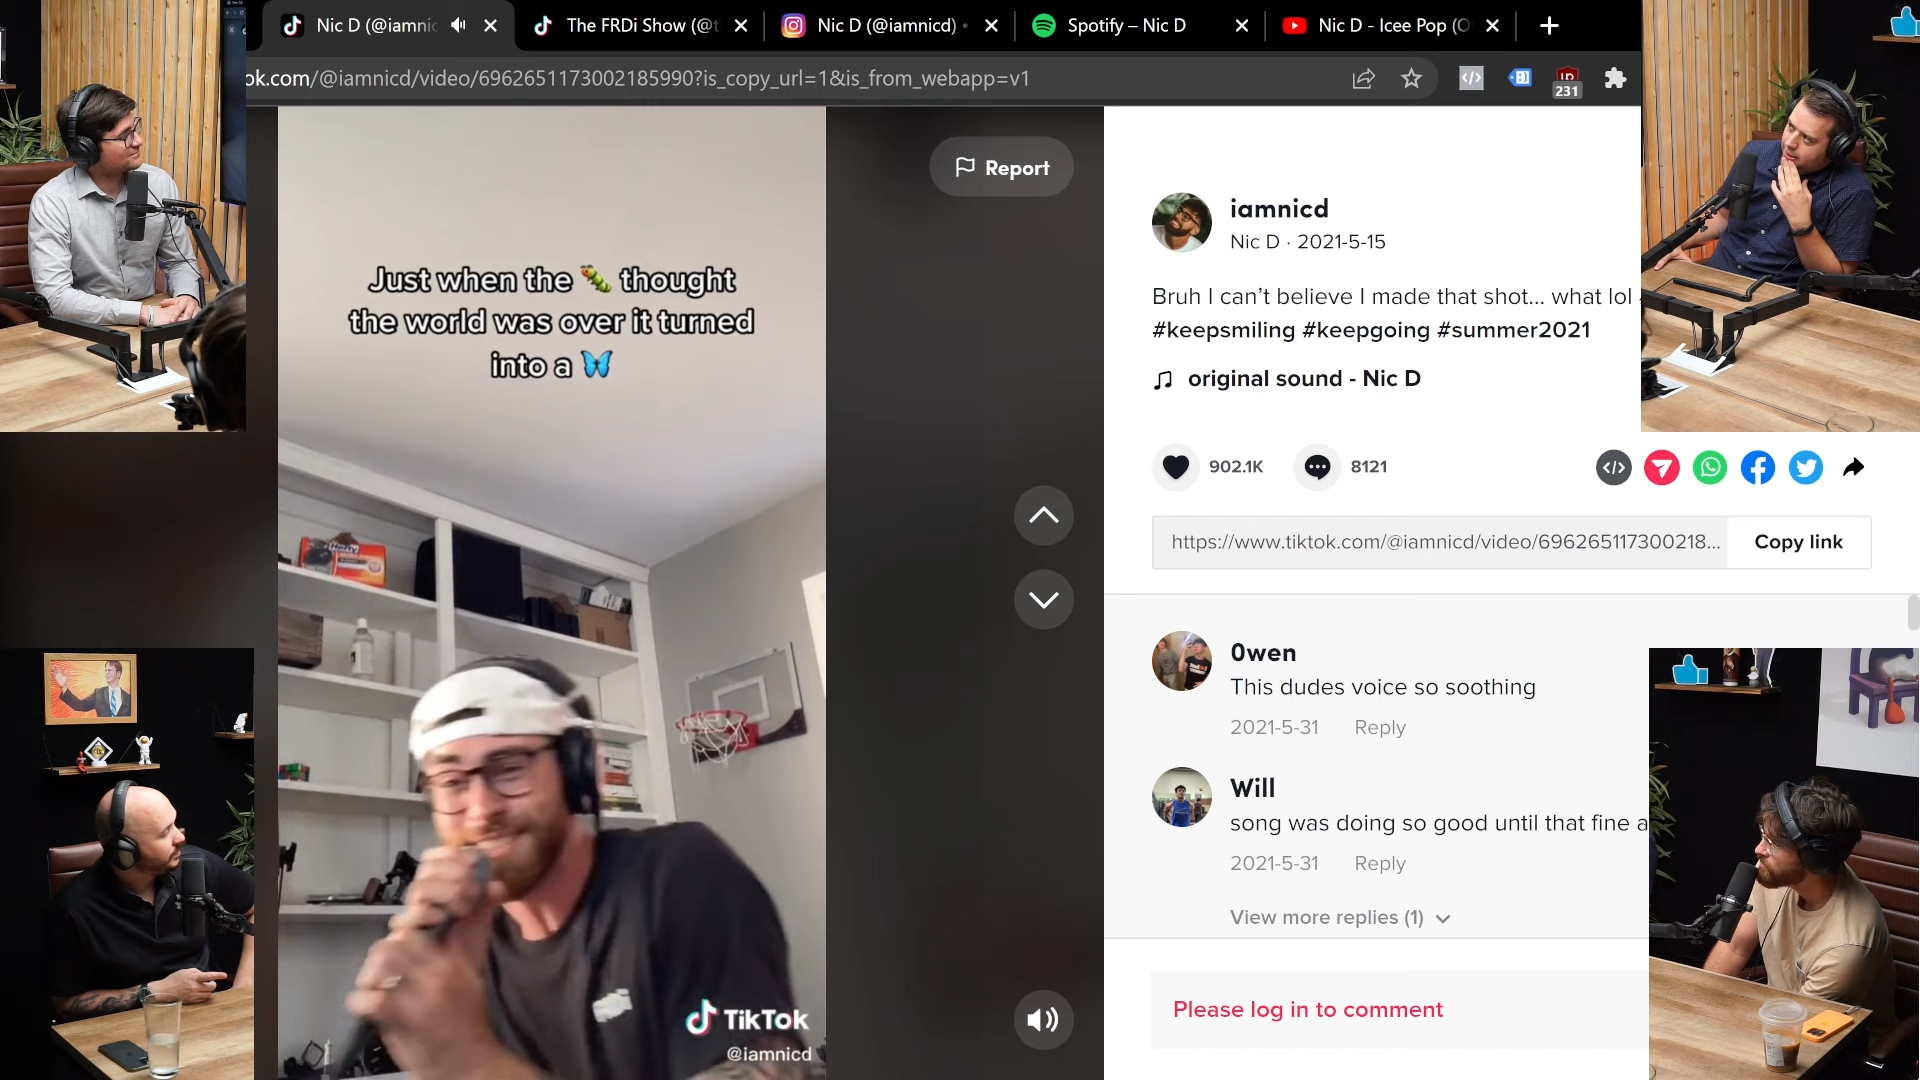 Nic D (@iamnic
The FRDi Show (@t
Nic D (@iamnicd) •
Spotify – Nic D
Nic D - Icee Pop (O
ok.com/@iamnicd/video/6962651173002185990?is_copy_url=1&is_from_webapp=v1
231
Report
Just when the 🐛 thought
the world was over it turned
into a 🦋
TikTok
@iamnicd
iamnicd
Nic D · 2021-5-15
Bruh I can’t believe I made that shot... what lol
#keepsmiling #keepgoing #summer2021
original sound - Nic D
902.1K
8121
https://www.tiktok.com/@iamnicd/video/696265117300218...
Copy link
0wen
This dudes voice so soothing
2021-5-31 Reply
Will
song was doing so good until that fine a
2021-5-31 Reply
View more replies (1)
Please log in to comment